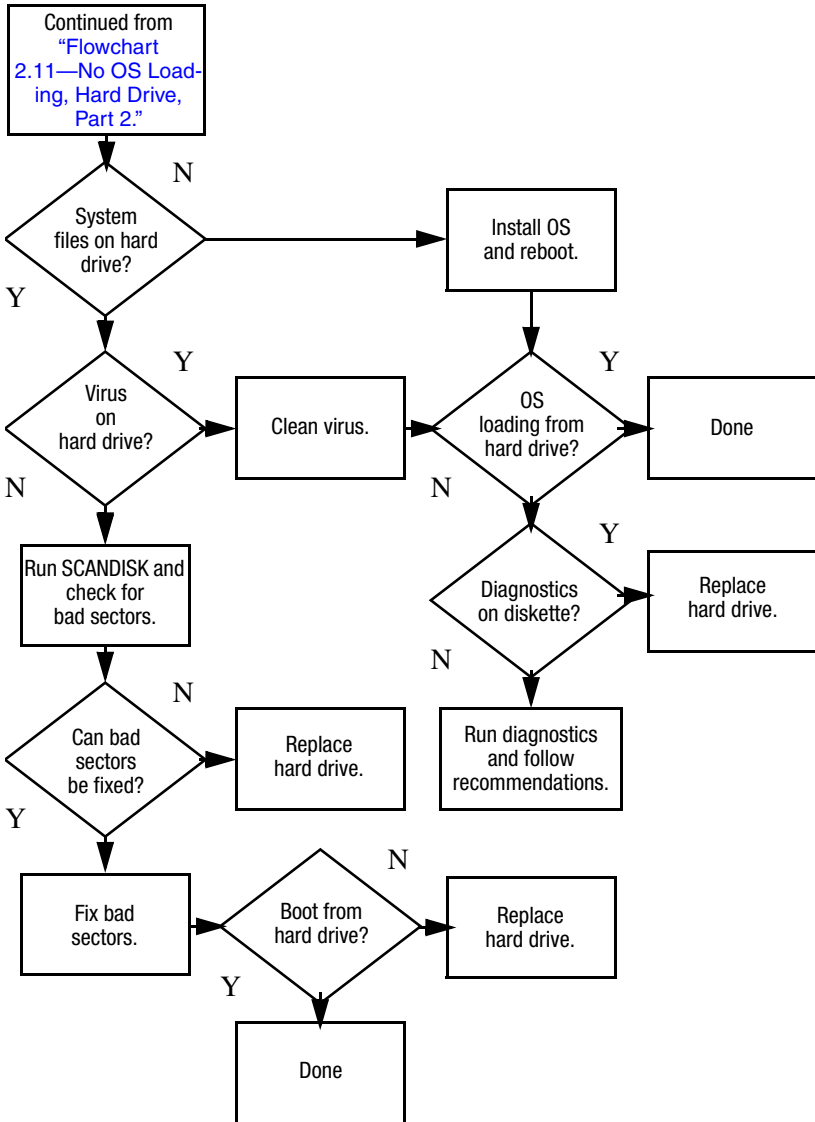 Continued from
“Flowchart
2.11—No OS Load-
ing, Hard Drive,
Part 2.”
N
System
files on hard
drive?
Install OS
and reboot.
Y
Y
Virus
on
hard drive?
Clean virus.
Y
OS
loading from
hard drive?
Done
N
N
Run SCANDISK and
check for
bad sectors.
Y
Diagnostics
on diskette?
Replace
hard drive.
N
N
Can bad
sectors
be fixed?
Replace
hard drive.
Run diagnostics
and follow
recommendations.
Y
Fix bad
sectors.
N
Boot from
hard drive?
Replace
hard drive.
Y
Done